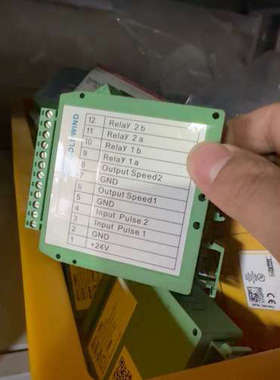 WIND
12 Relay 2 b
11 Relay 2 a
10 Relay 1 b
9 Relay 1 a
8 Output Speed2
7 GND
6 Output Speed1
5 GND
4 Input Pulse 2
3 Input Pulse 1
2 GND
1 +24V